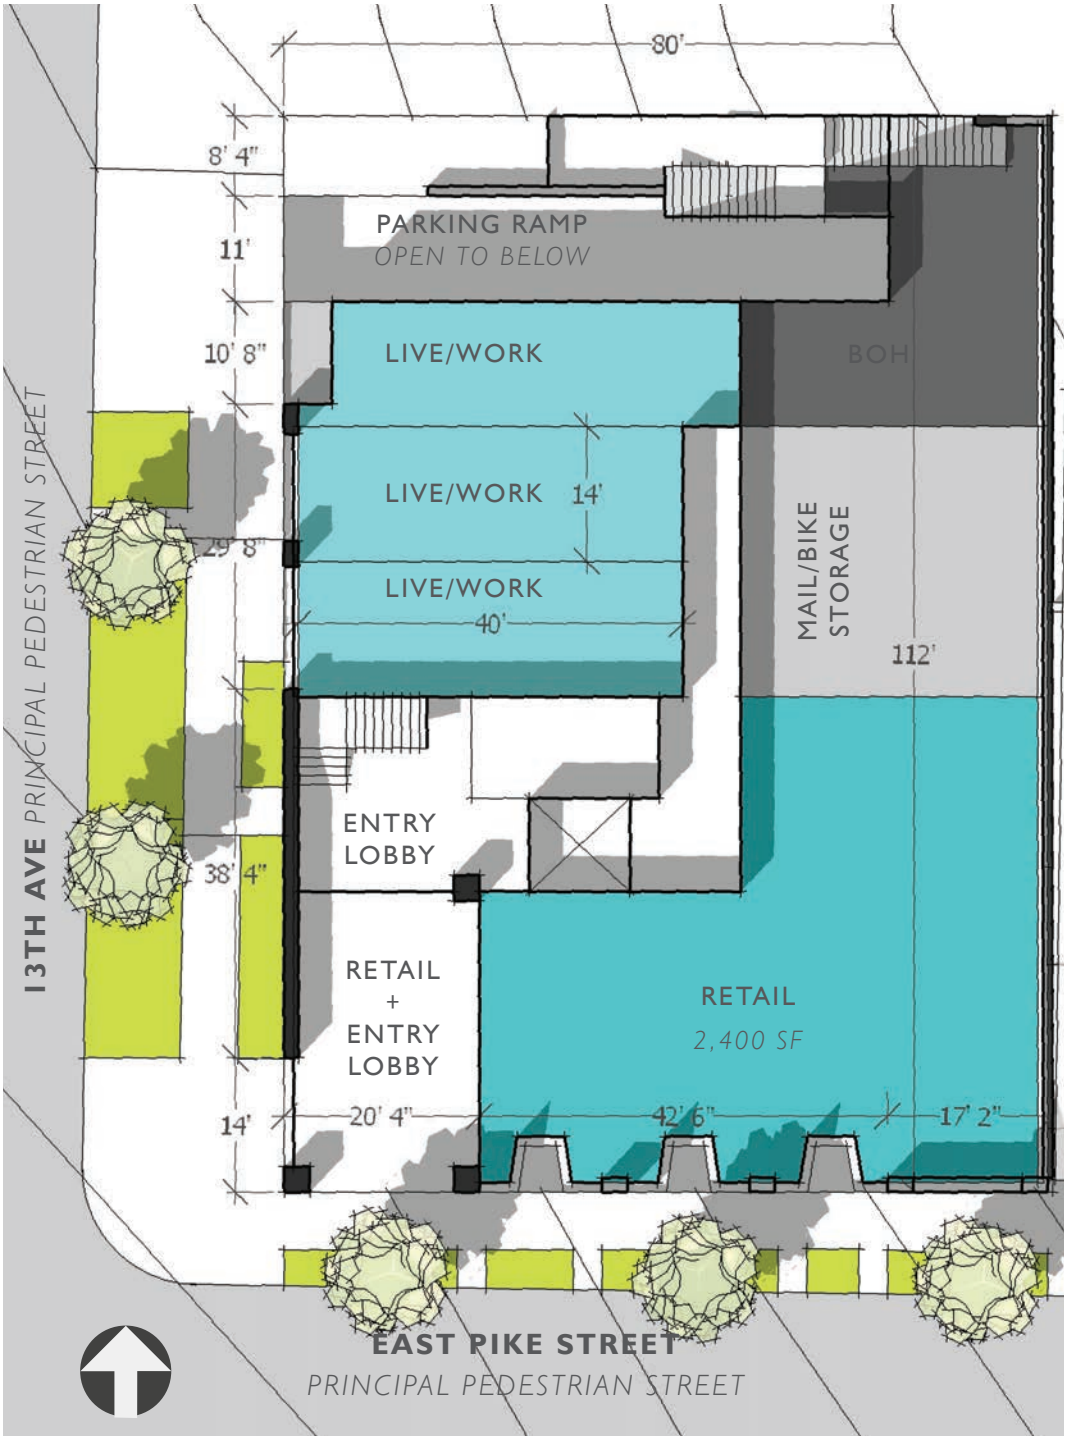 80'
8' 4"
PARKING RAMP
OPEN TO BELOW
11'
LIVE/WORK
10' 8"
BOH
LIVE/WORK
14'
29' 8"
LIVE/WORK
40'
MAIL/BIKE
STORAGE
112'
13TH AVE PRINCIPAL PEDESTRIAN STREET
ENTRY
LOBBY
38' 4"
RETAIL
+
ENTRY
LOBBY
RETAIL
2,400 SF
14'
20' 4"
42' 6"
17' 2"
EAST PIKE STREET
PRINCIPAL PEDESTRIAN STREET